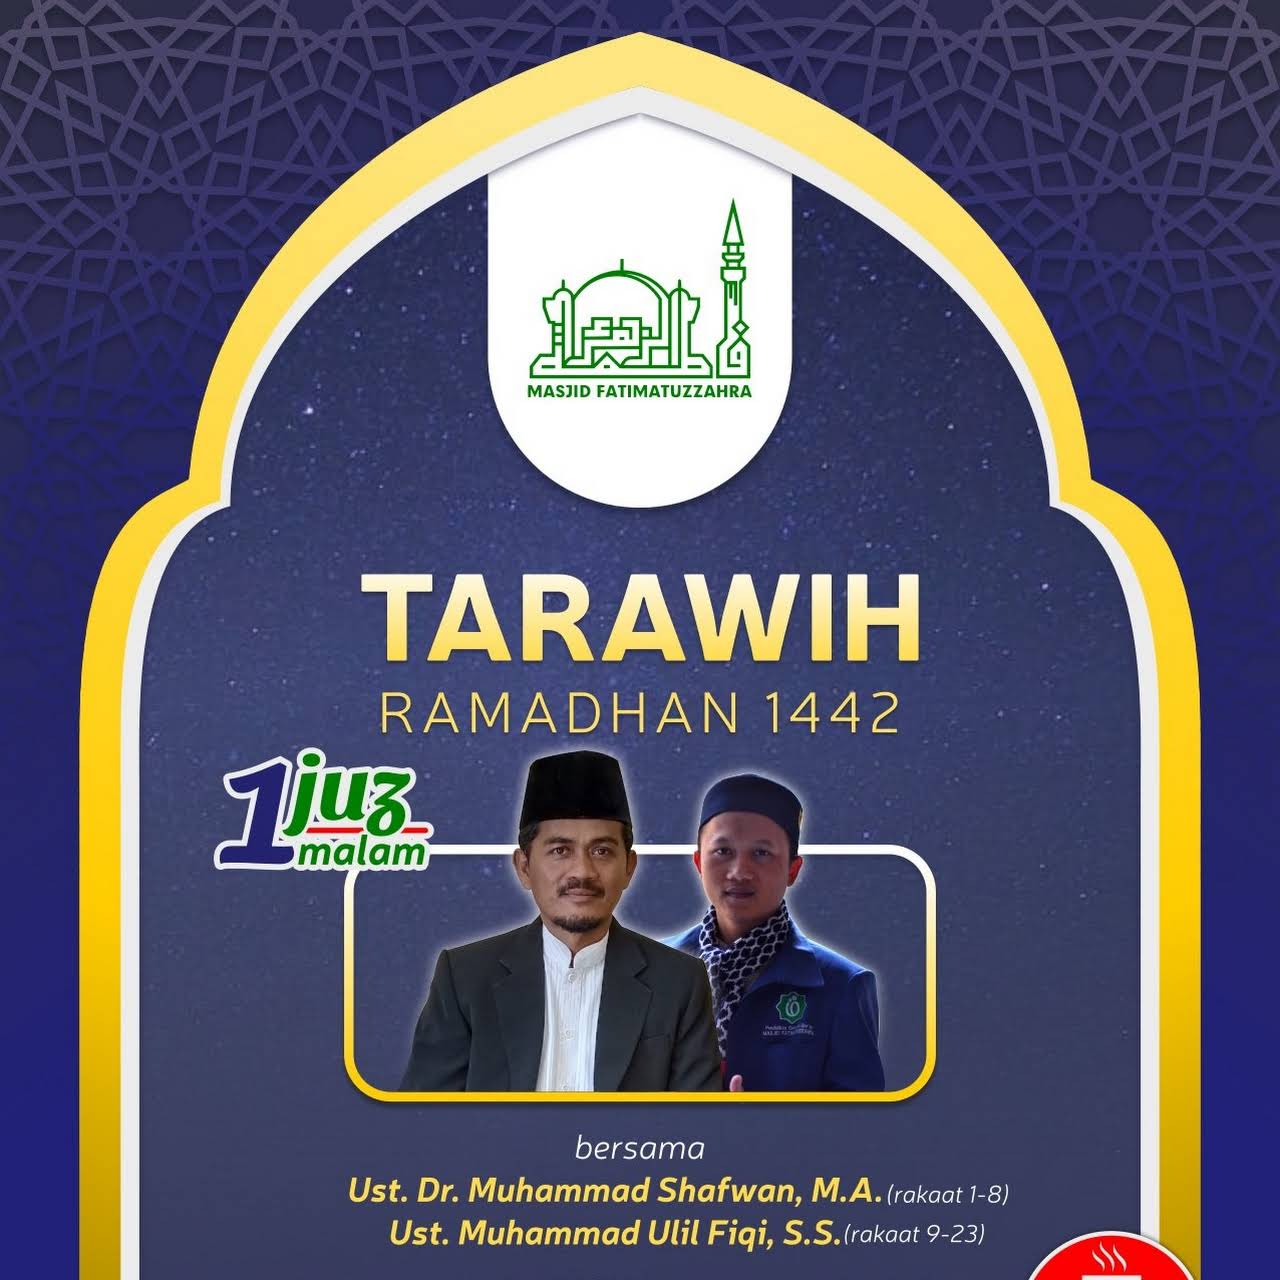 MASJID FATIMATUZZAHRA
TARAWIH
RAMADHAN 1442
1 juz
malam
bersama
Ust. Dr. Muhammad Shafwan, M.A. (rakaat 1-8)
Ust. Muhammad Ulil Fiqi, S.S. (rakaat 9-23)